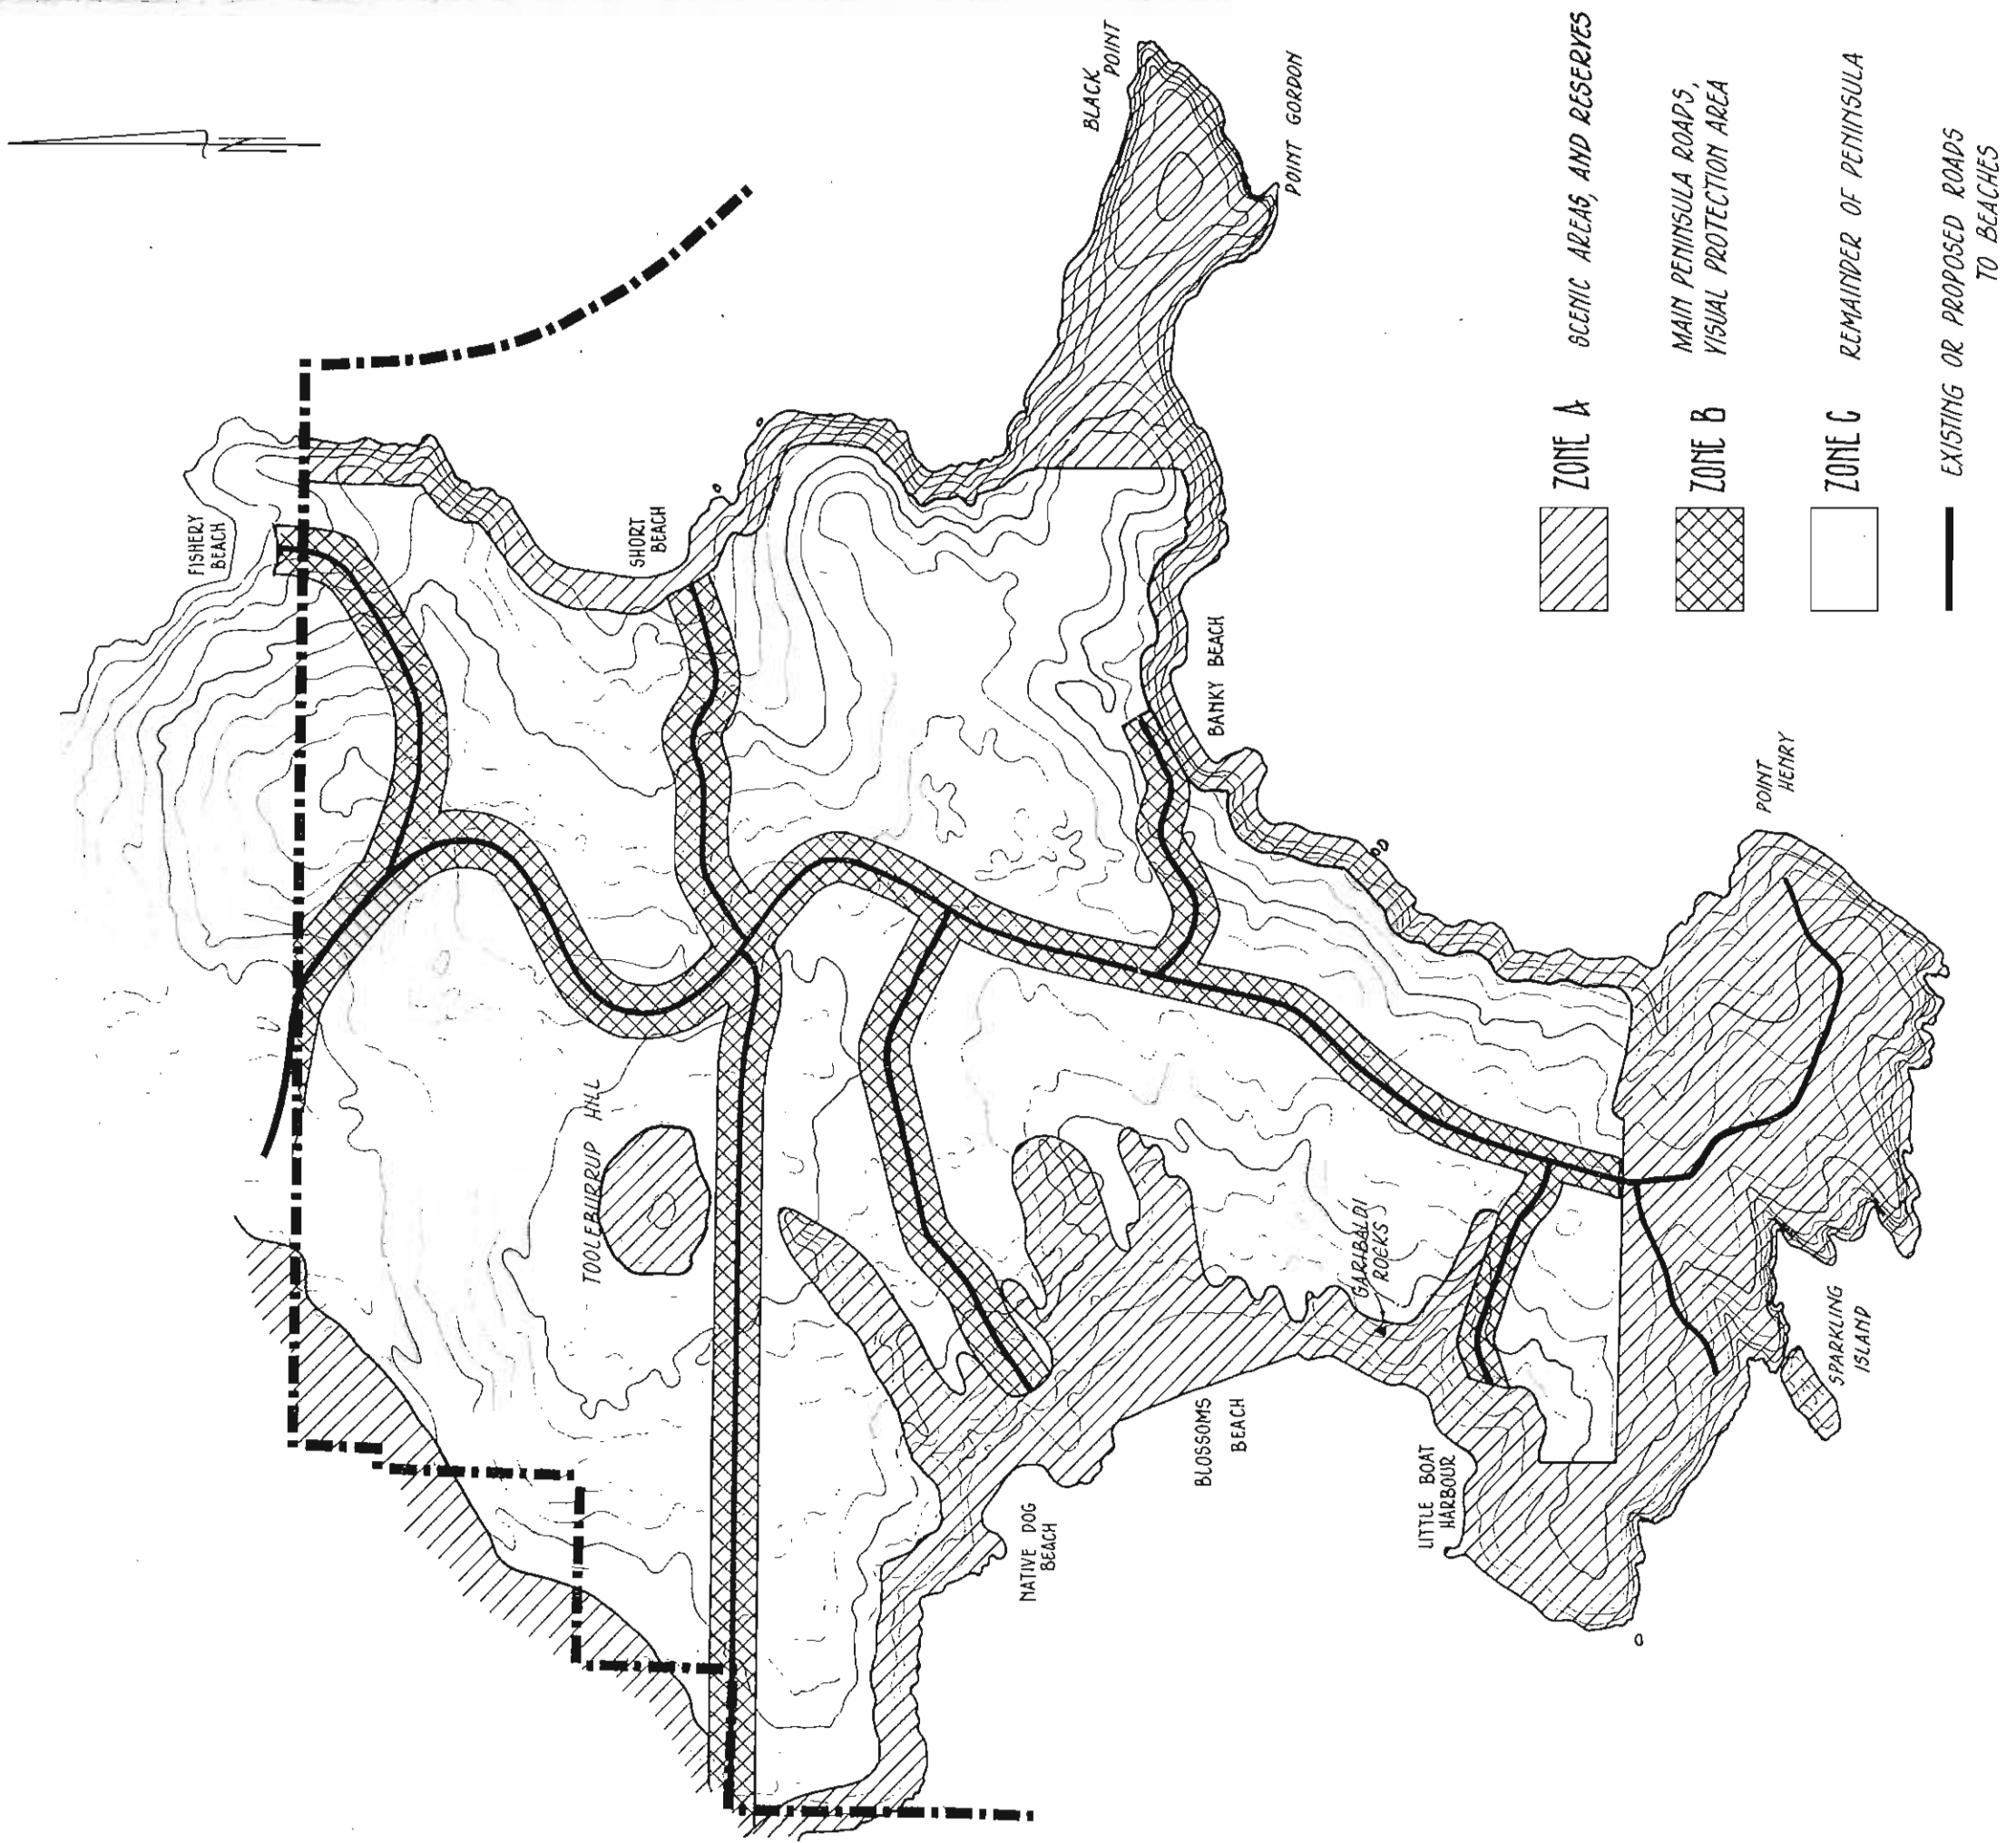 BLACK
POINT
POINT GORDON
FISHERY
BEACH
SHORT
BEACH
BANKY BEACH
POINT
HENRY
TOOLEBURRUP HILL
GARIBALDI
ROCKS
SPARKLING
ISLAND
BLOSSOMS
BEACH
LITTLE BOAT
HARBOUR
NATIVE DOG
BEACH
N
ZONE A SCENIC AREAS, AND RESERVES
ZONE B MAIN PENINSULA ROADS,
VISUAL PROTECTION AREA
ZONE C REMAINDER OF PENINSULA
EXISTING OR PROPOSED ROADS
TO BEACHES